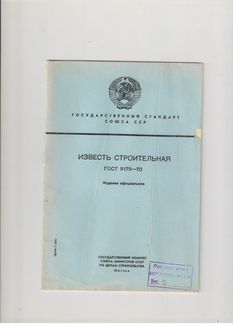 ГОСУДАРСТВЕННЫЙ СТАНДАРТ
СОЮЗА ССР
ИЗВЕСТЬ СТРОИТЕЛЬНАЯ
ГОСТ 9179—70
Издание официальное
ГОСУДАРСТВЕННЫЙ КОМИТЕТ
СОВЕТА МИНИСТРОВ СССР
ПО ДЕЛАМ СТРОИТЕЛЬСТВА
МОСКВА